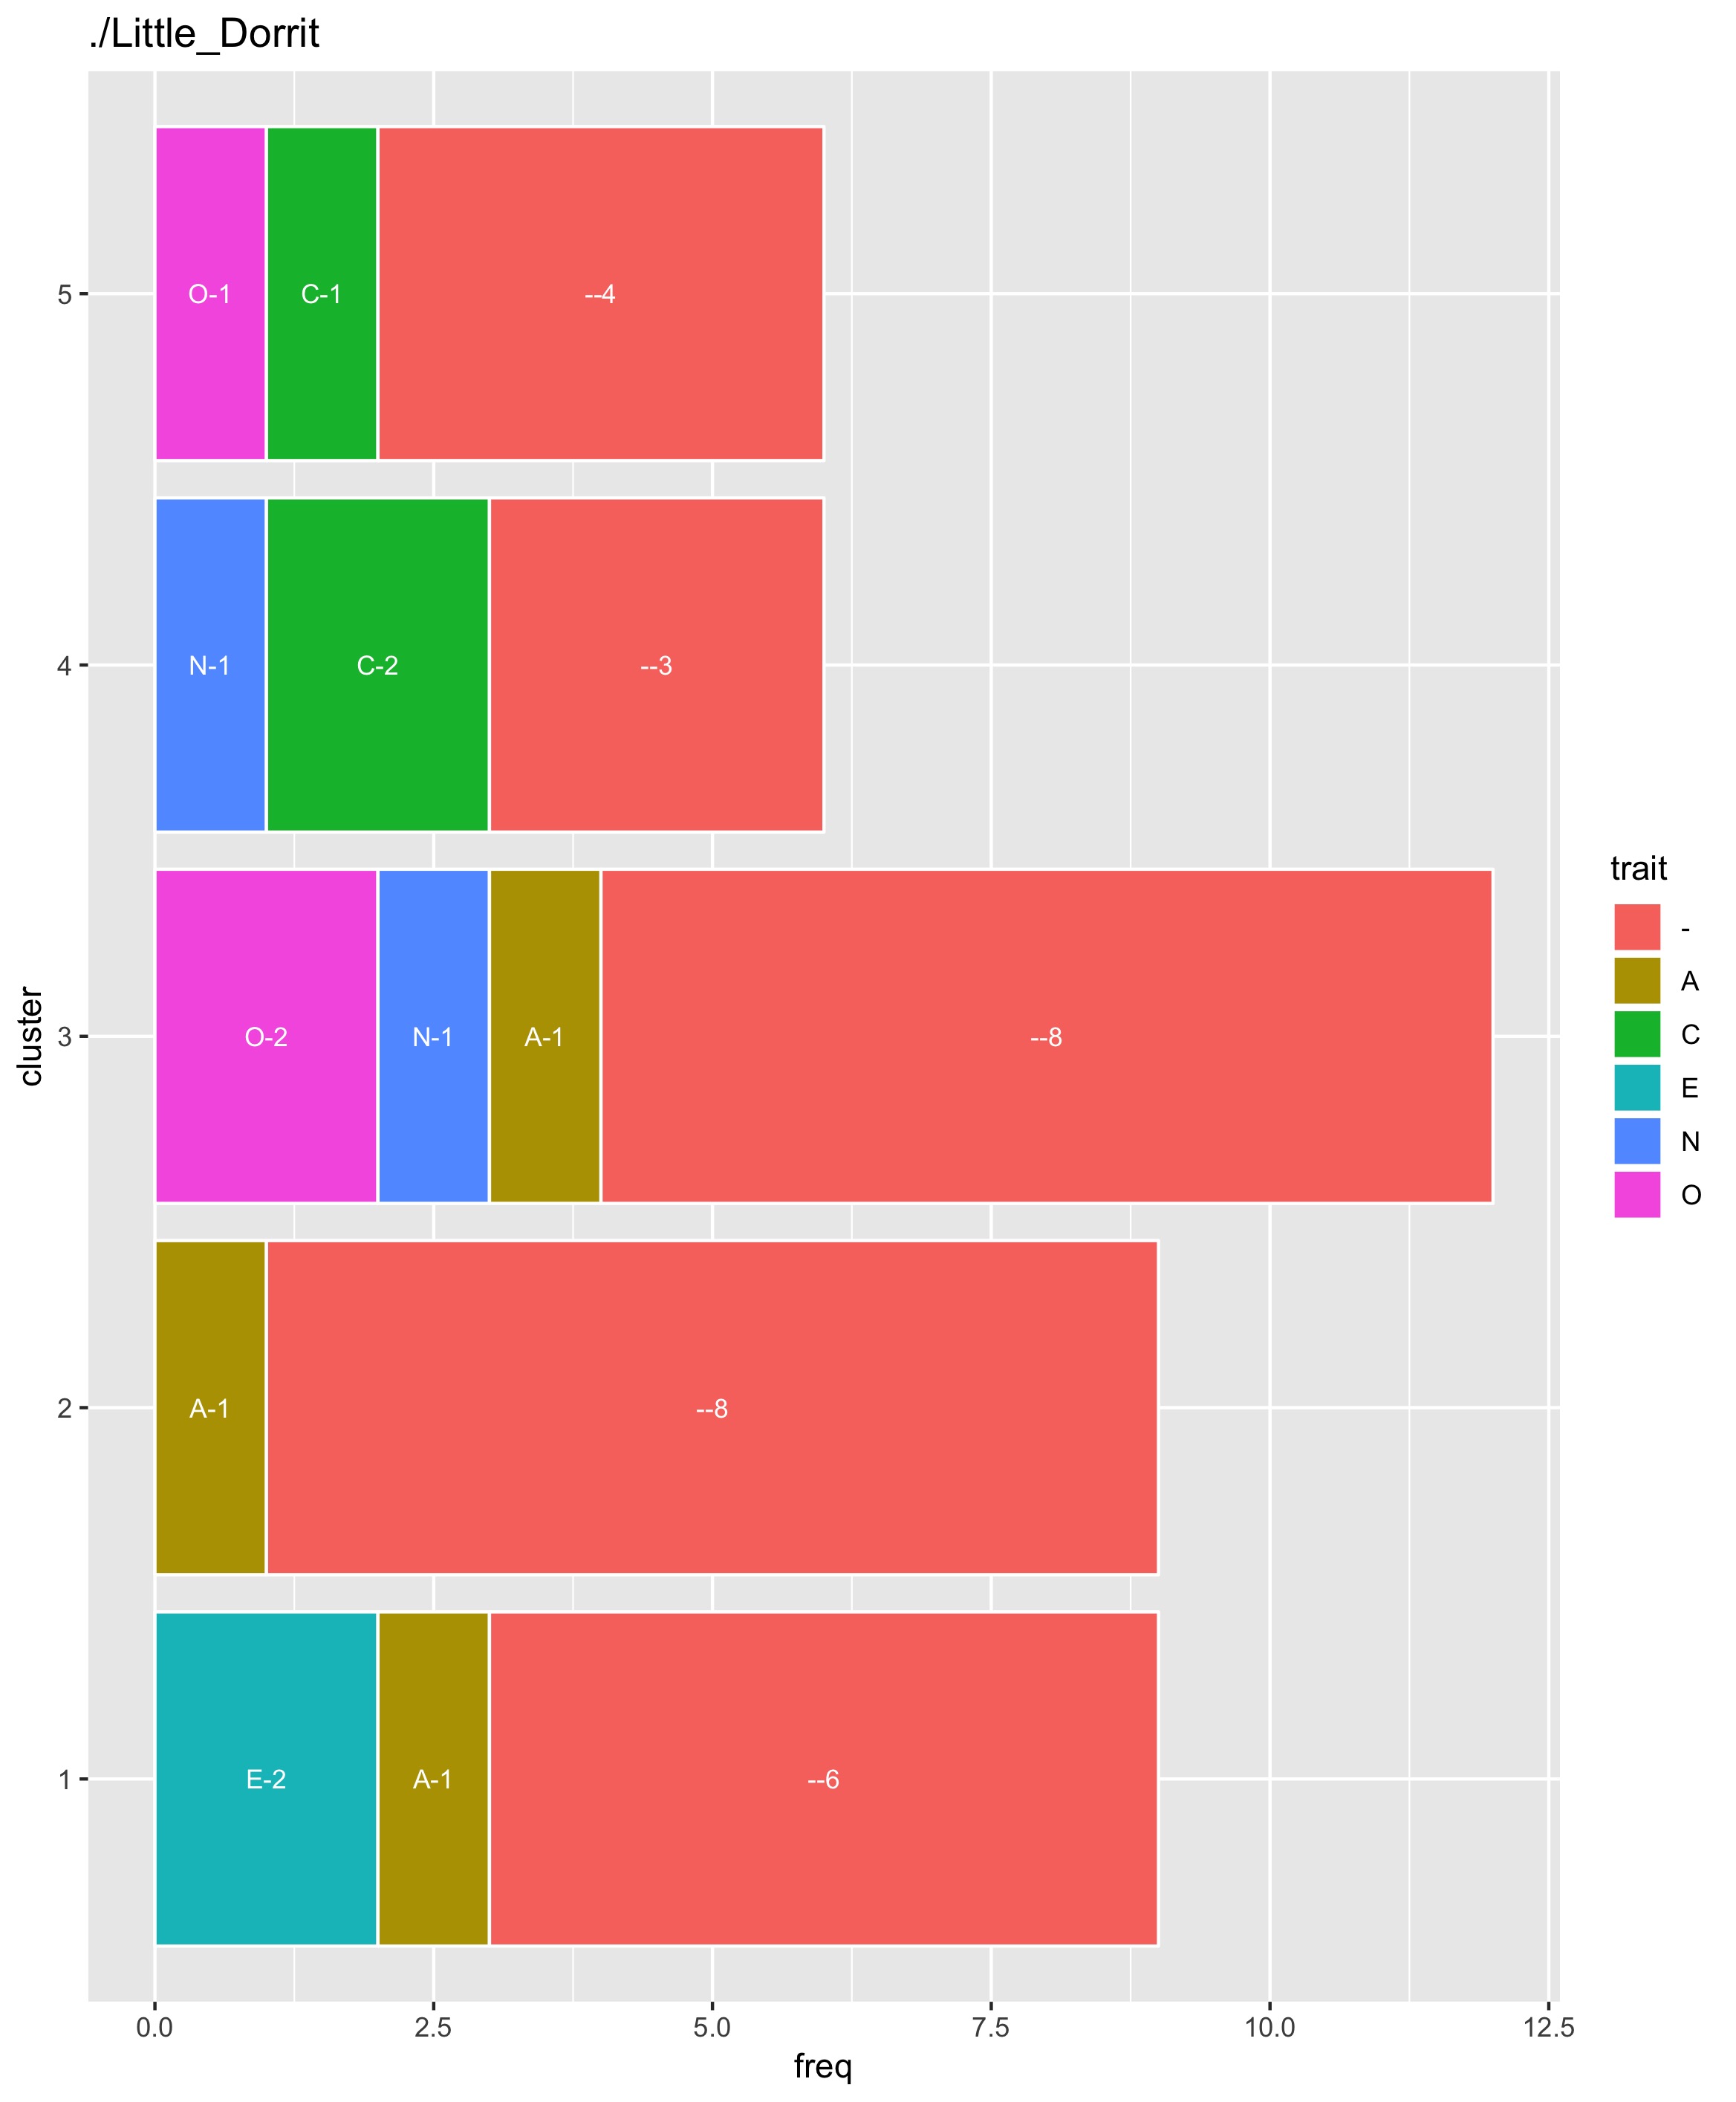 ./Little_Dorrit
5
O-1 C-1 --4
4
N-1 C-2 --3
3
O-2 N-1 A-1 --8
2
A-1 --8
1
E-2 A-1 --6
cluster
0.0 2.5 5.0 7.5 10.0 12.5
freq
trait
-
A
C
E
N
O